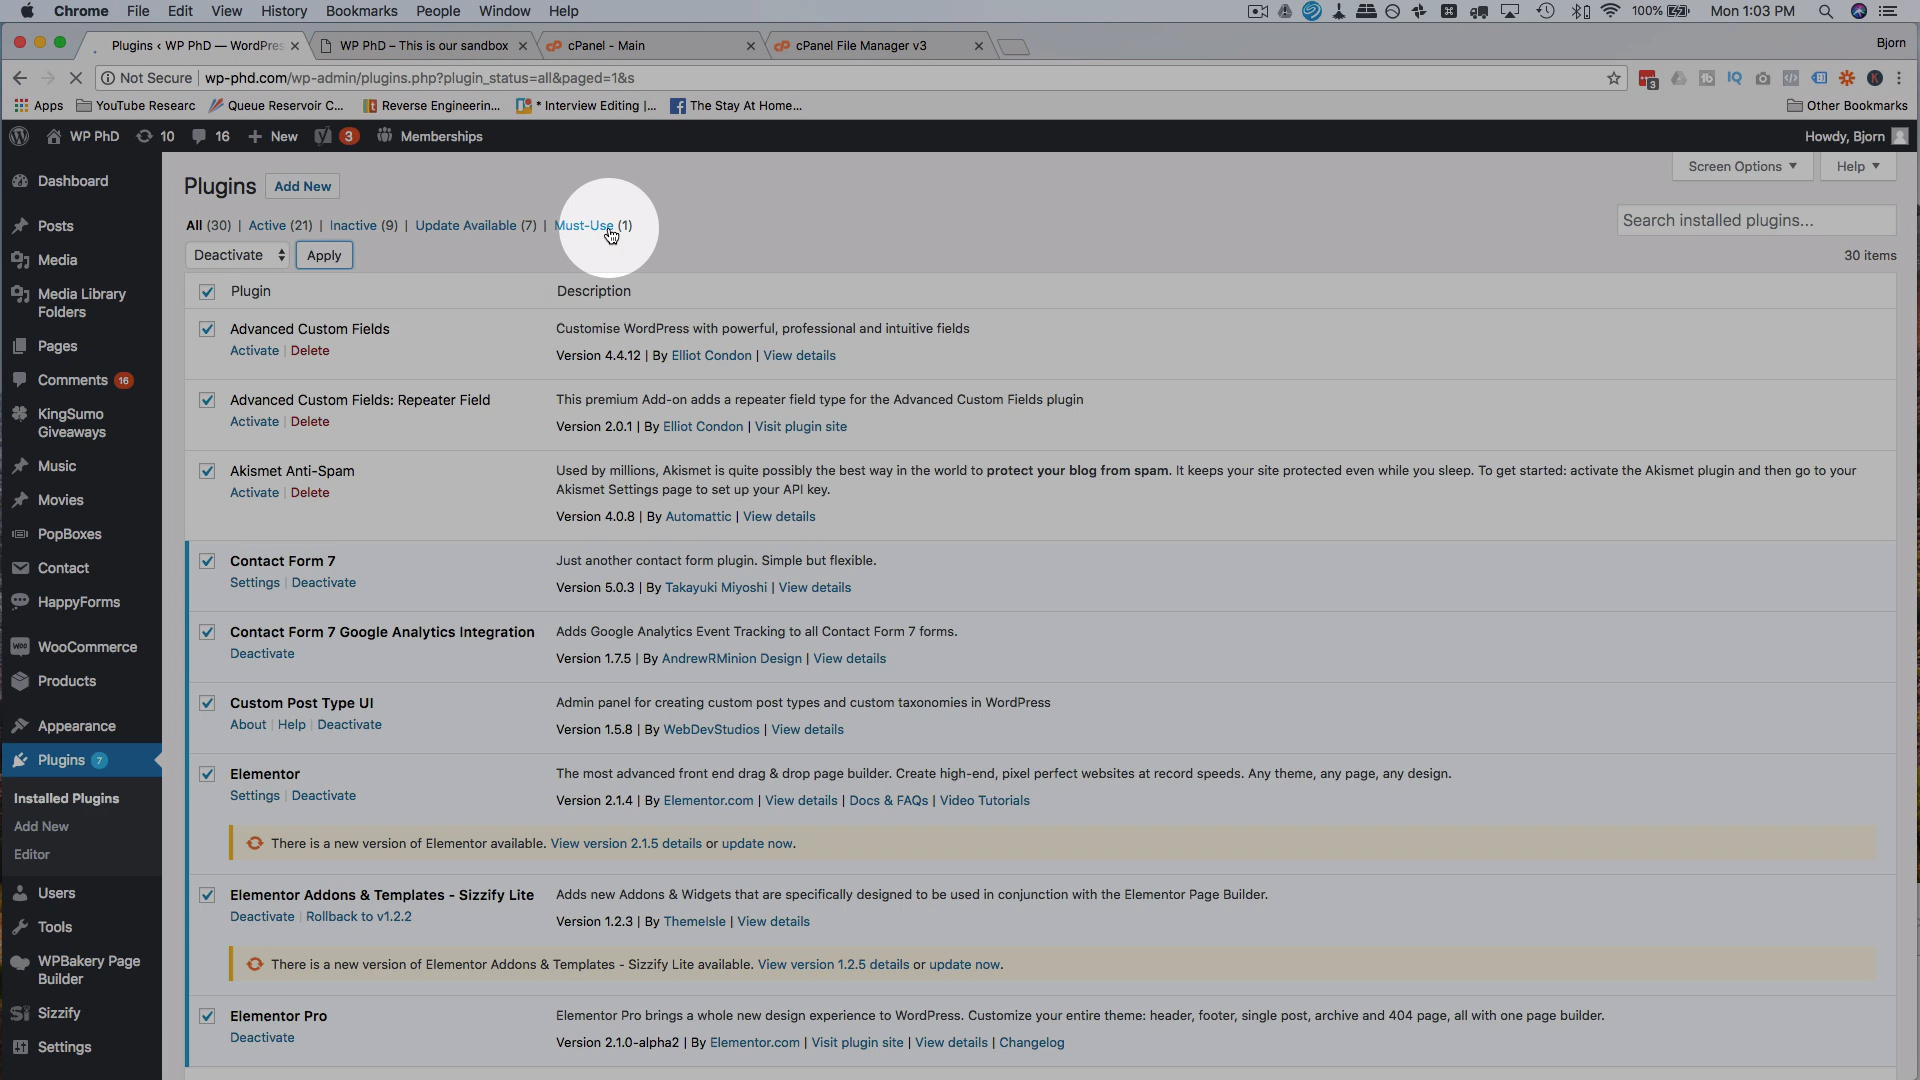 Chrome File Edit View History Bookmarks People Window Help 100% Mon 1:03 PM
Plugins ‹ WP PhD — WordPres WP PhD – This is our sandbox cPanel - Main cPanel File Manager v3 Bjorn
Not Secure wp-phd.com/wp-admin/plugins.php?plugin_status=all&paged=1&s
Apps YouTube Researc Queue Reservoir C... Reverse Engineerin... * Interview Editing |... The Stay At Home... Other Bookmarks
WP PhD 10 16 New 3 Memberships Howdy, Bjorn
Screen Options Help
Plugins Add New
All (30) | Active (21) | Inactive (9) | Update Available (7) | Must-Use (1)
Search installed plugins...
Deactivate Apply 30 items
Plugin Description
Advanced Custom Fields Customise WordPress with powerful, professional and intuitive fields
Activate | Delete Version 4.4.12 | By Elliot Condon | View details
Advanced Custom Fields: Repeater Field This premium Add-on adds a repeater field type for the Advanced Custom Fields plugin
Activate | Delete Version 2.0.1 | By Elliot Condon | Visit plugin site
Akismet Anti-Spam Used by millions, Akismet is quite possibly the best way in the world to protect your blog from spam. It keeps your site protected even while you sleep. To get started: activate the Akismet plugin and then go to your
Activate | Delete Akismet Settings page to set up your API key.
Version 4.0.8 | By Automattic | View details
Contact Form 7 Just another contact form plugin. Simple but flexible.
Settings | Deactivate Version 5.0.3 | By Takayuki Miyoshi | View details
Contact Form 7 Google Analytics Integration Adds Google Analytics Event Tracking to all Contact Form 7 forms.
Deactivate Version 1.7.5 | By AndrewRMinion Design | View details
Custom Post Type UI Admin panel for creating custom post types and custom taxonomies in WordPress
About | Help | Deactivate Version 1.5.8 | By WebDevStudios | View details
Elementor The most advanced front end drag & drop page builder. Create high-end, pixel perfect websites at record speeds. Any theme, any page, any design.
Settings | Deactivate Version 2.1.4 | By Elementor.com | View details | Docs & FAQs | Video Tutorials
There is a new version of Elementor available. View version 2.1.5 details or update now.
Elementor Addons & Templates - Sizzify Lite Adds new Addons & Widgets that are specifically designed to be used in conjunction with the Elementor Page Builder.
Deactivate | Rollback to v1.2.2 Version 1.2.3 | By ThemeIsle | View details
There is a new version of Elementor Addons & Templates - Sizzify Lite available. View version 1.2.5 details or update now.
Elementor Pro Elementor Pro brings a whole new design experience to WordPress. Customize your entire theme: header, footer, single post, archive and 404 page, all with one page builder.
Deactivate Version 2.1.0-alpha2 | By Elementor.com | Visit plugin site | View details | Changelog
Dashboard
Posts
Media
Media Library
Folders
Pages
Comments 16
KingSumo
Giveaways
Music
Movies
PopBoxes
Contact
HappyForms
WooCommerce
Products
Appearance
Plugins 7
Installed Plugins
Add New
Editor
Users
Tools
WPBakery Page
Builder
Sizzify
Settings